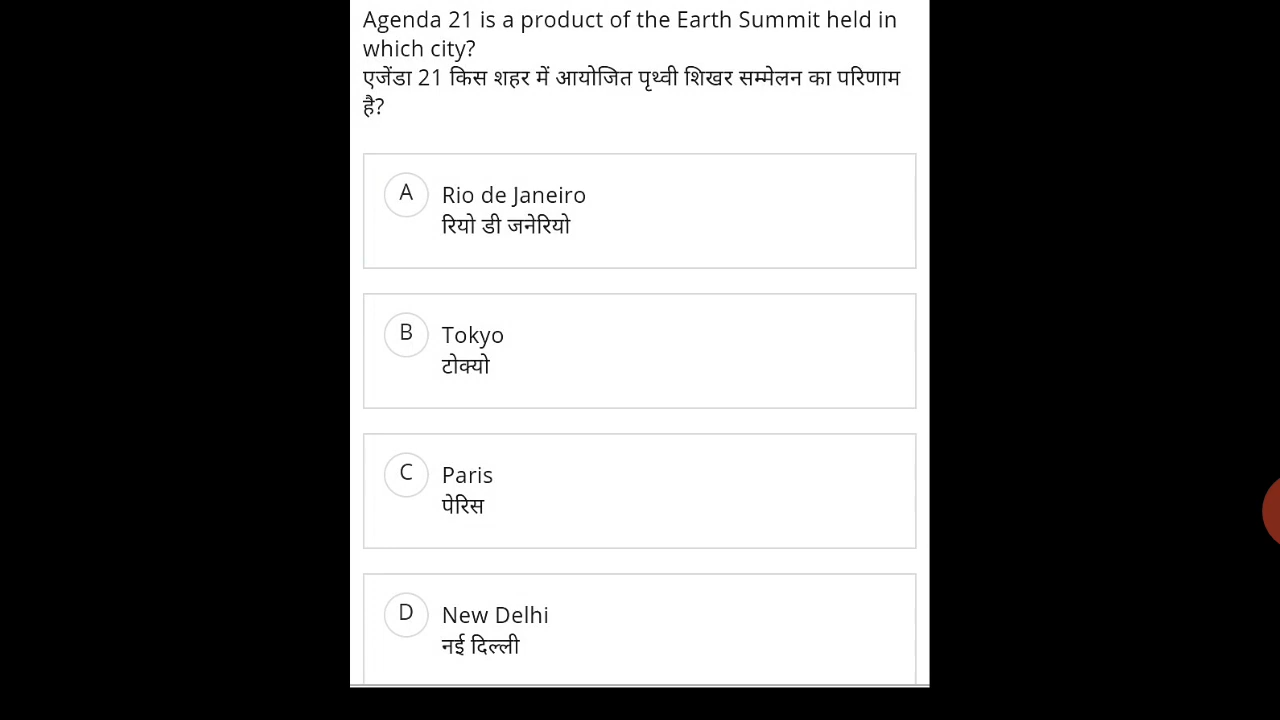 Agenda 21 is a product of the Earth Summit held in
which city?
एजेंडा 21 किस शहर में आयोजित पृथ्वी शिखर सम्मेलन का परिणाम
है?
A
Rio de Janeiro
रियो डी जनेरियो
B
Tokyo
टोक्यो
C
Paris
पेरिस
D
New Delhi
नई दिल्ली